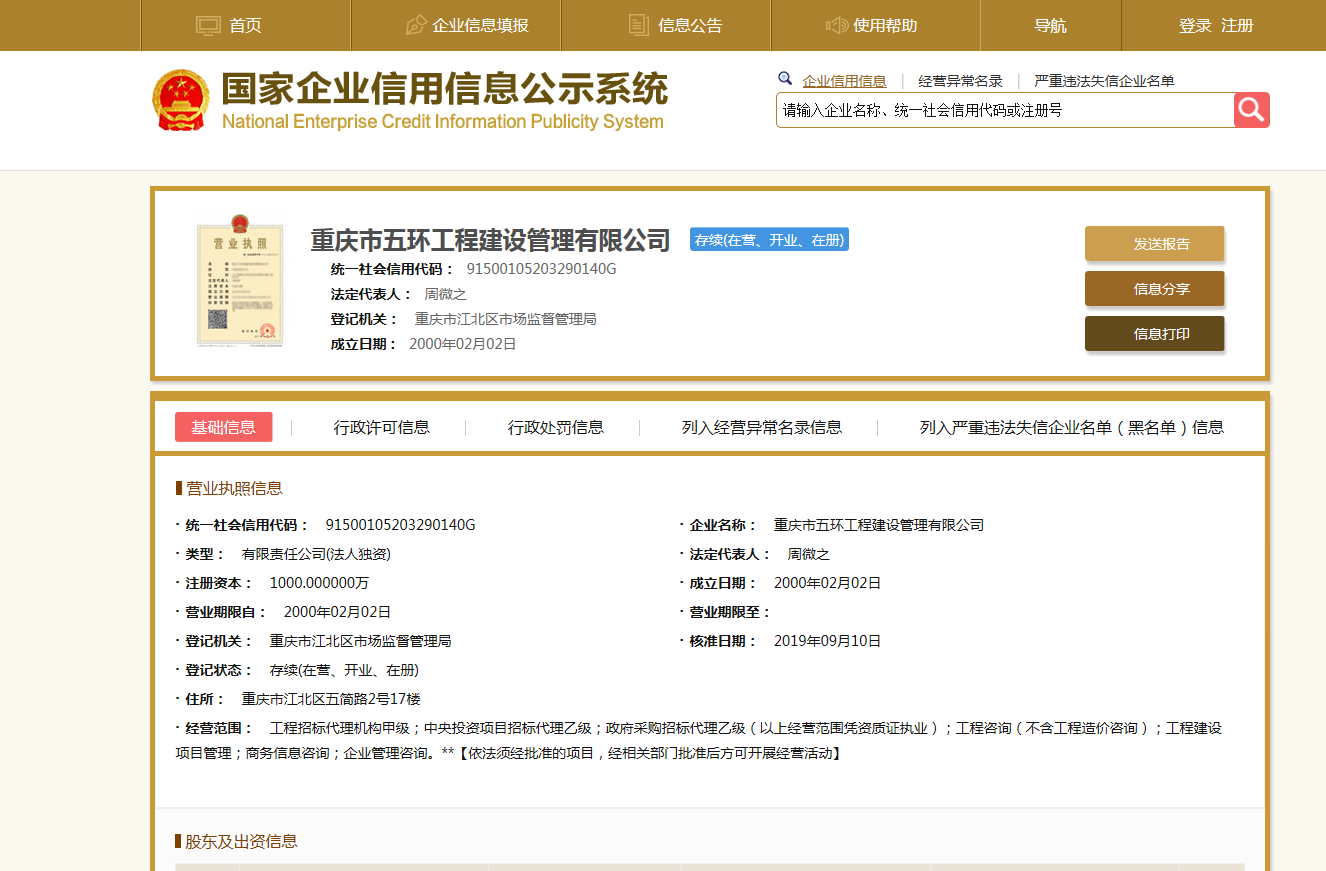 首页 企业信息填报 信息公告 使用帮助 导航 登录 注册
国家企业信用信息公示系统
National Enterprise Credit Information Publicity System
企业信用信息 | 经营异常名录 | 严重违法失信企业名单
请输入企业名称、统一社会信用代码或注册号
营业执照
重庆市五环工程建设管理有限公司 存续(在营、开业、在册)
统一社会信用代码： 91500105203290140G
法定代表人： 周微之
登记机关： 重庆市江北区市场监督管理局
成立日期： 2000年02月02日
发送报告
信息分享
信息打印
基础信息 | 行政许可信息 | 行政处罚信息 | 列入经营异常名录信息 | 列入严重违法失信企业名单（黑名单）信息
营业执照信息
· 统一社会信用代码： 91500105203290140G · 企业名称： 重庆市五环工程建设管理有限公司
· 类型： 有限责任公司(法人独资) · 法定代表人： 周微之
· 注册资本： 1000.000000万 · 成立日期： 2000年02月02日
· 营业期限自： 2000年02月02日 · 营业期限至：
· 登记机关： 重庆市江北区市场监督管理局 · 核准日期： 2019年09月10日
· 登记状态： 存续(在营、开业、在册)
· 住所： 重庆市江北区五简路2号17楼
· 经营范围： 工程招标代理机构甲级；中央投资项目招标代理乙级；政府采购招标代理乙级（以上经营范围凭资质证执业）；工程咨询（不含工程造价咨询）；工程建设
项目管理；商务信息咨询；企业管理咨询。**【依法须经批准的项目，经相关部门批准后方可开展经营活动】
股东及出资信息